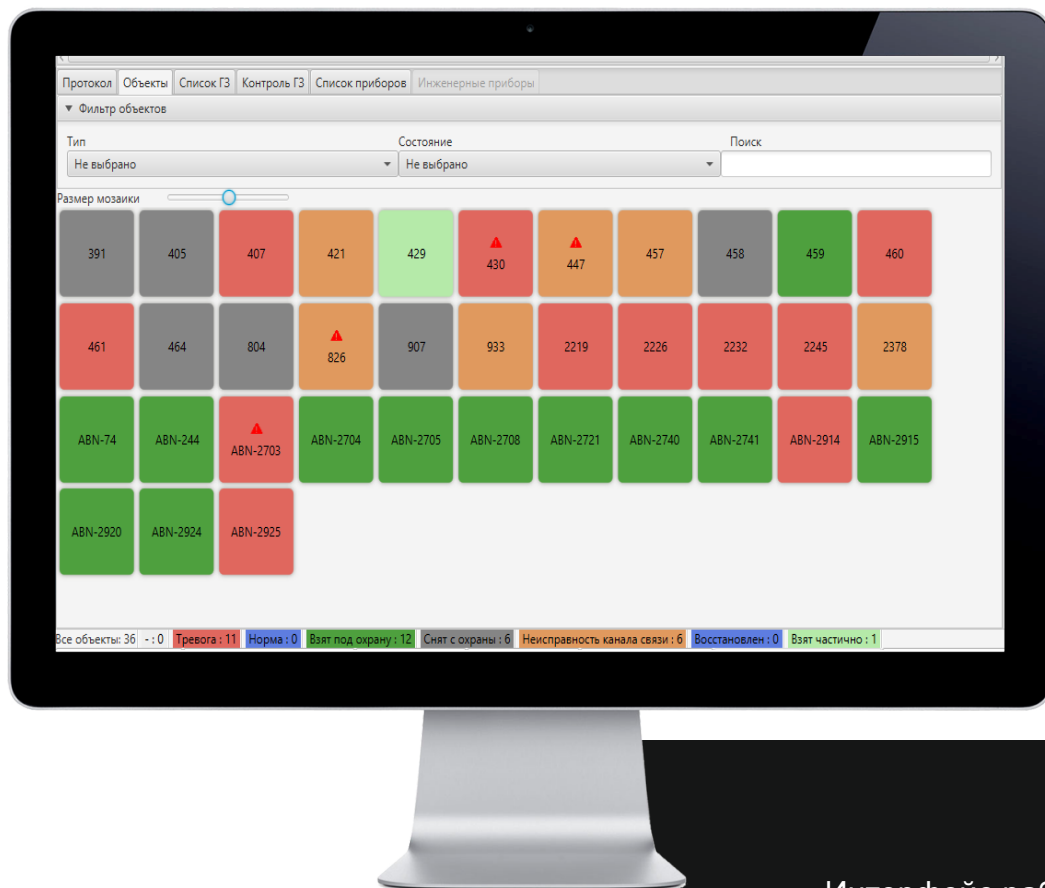 Протокол Объекты Список ГЗ Контроль ГЗ Список приборов Инженерные приборы
Фильтр объектов
Тип Состояние Поиск
Не выбрано Не выбрано
Размер мозаики
391 405 407 421 429 430 447 457 458 459 460
461 464 804 826 907 933 2219 2226 2232 2245 2378
ABN-74 ABN-244 ABN-2703 ABN-2704 ABN-2705 ABN-2708 ABN-2721 ABN-2740 ABN-2741 ABN-2914 ABN-2915
ABN-2920 ABN-2924 ABN-2925
Все объекты: 36 - : 0 Тревога : 11 Норма : 0 Взят под охрану : 12 Снят с охраны : 6 Неисправность канала связи : 6 Восстановлен : 0 Взят частично : 1